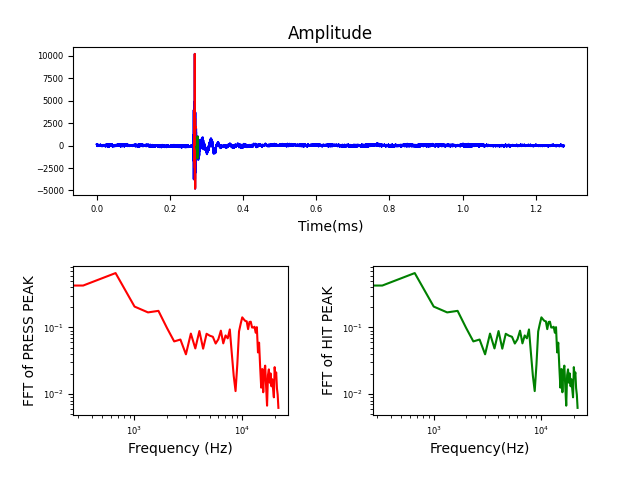 Amplitude
10000
7500
5000
2500
0
−2500
−5000
0.0 0.2 0.4 0.6 0.8 1.0 1.2
Time(ms)
FFT of PRESS PEAK
10⁻¹
10⁻²
10³ 10⁴
Frequency (Hz)
FFT of HIT PEAK
10⁻¹
10⁻²
10³ 10⁴
Frequency(Hz)